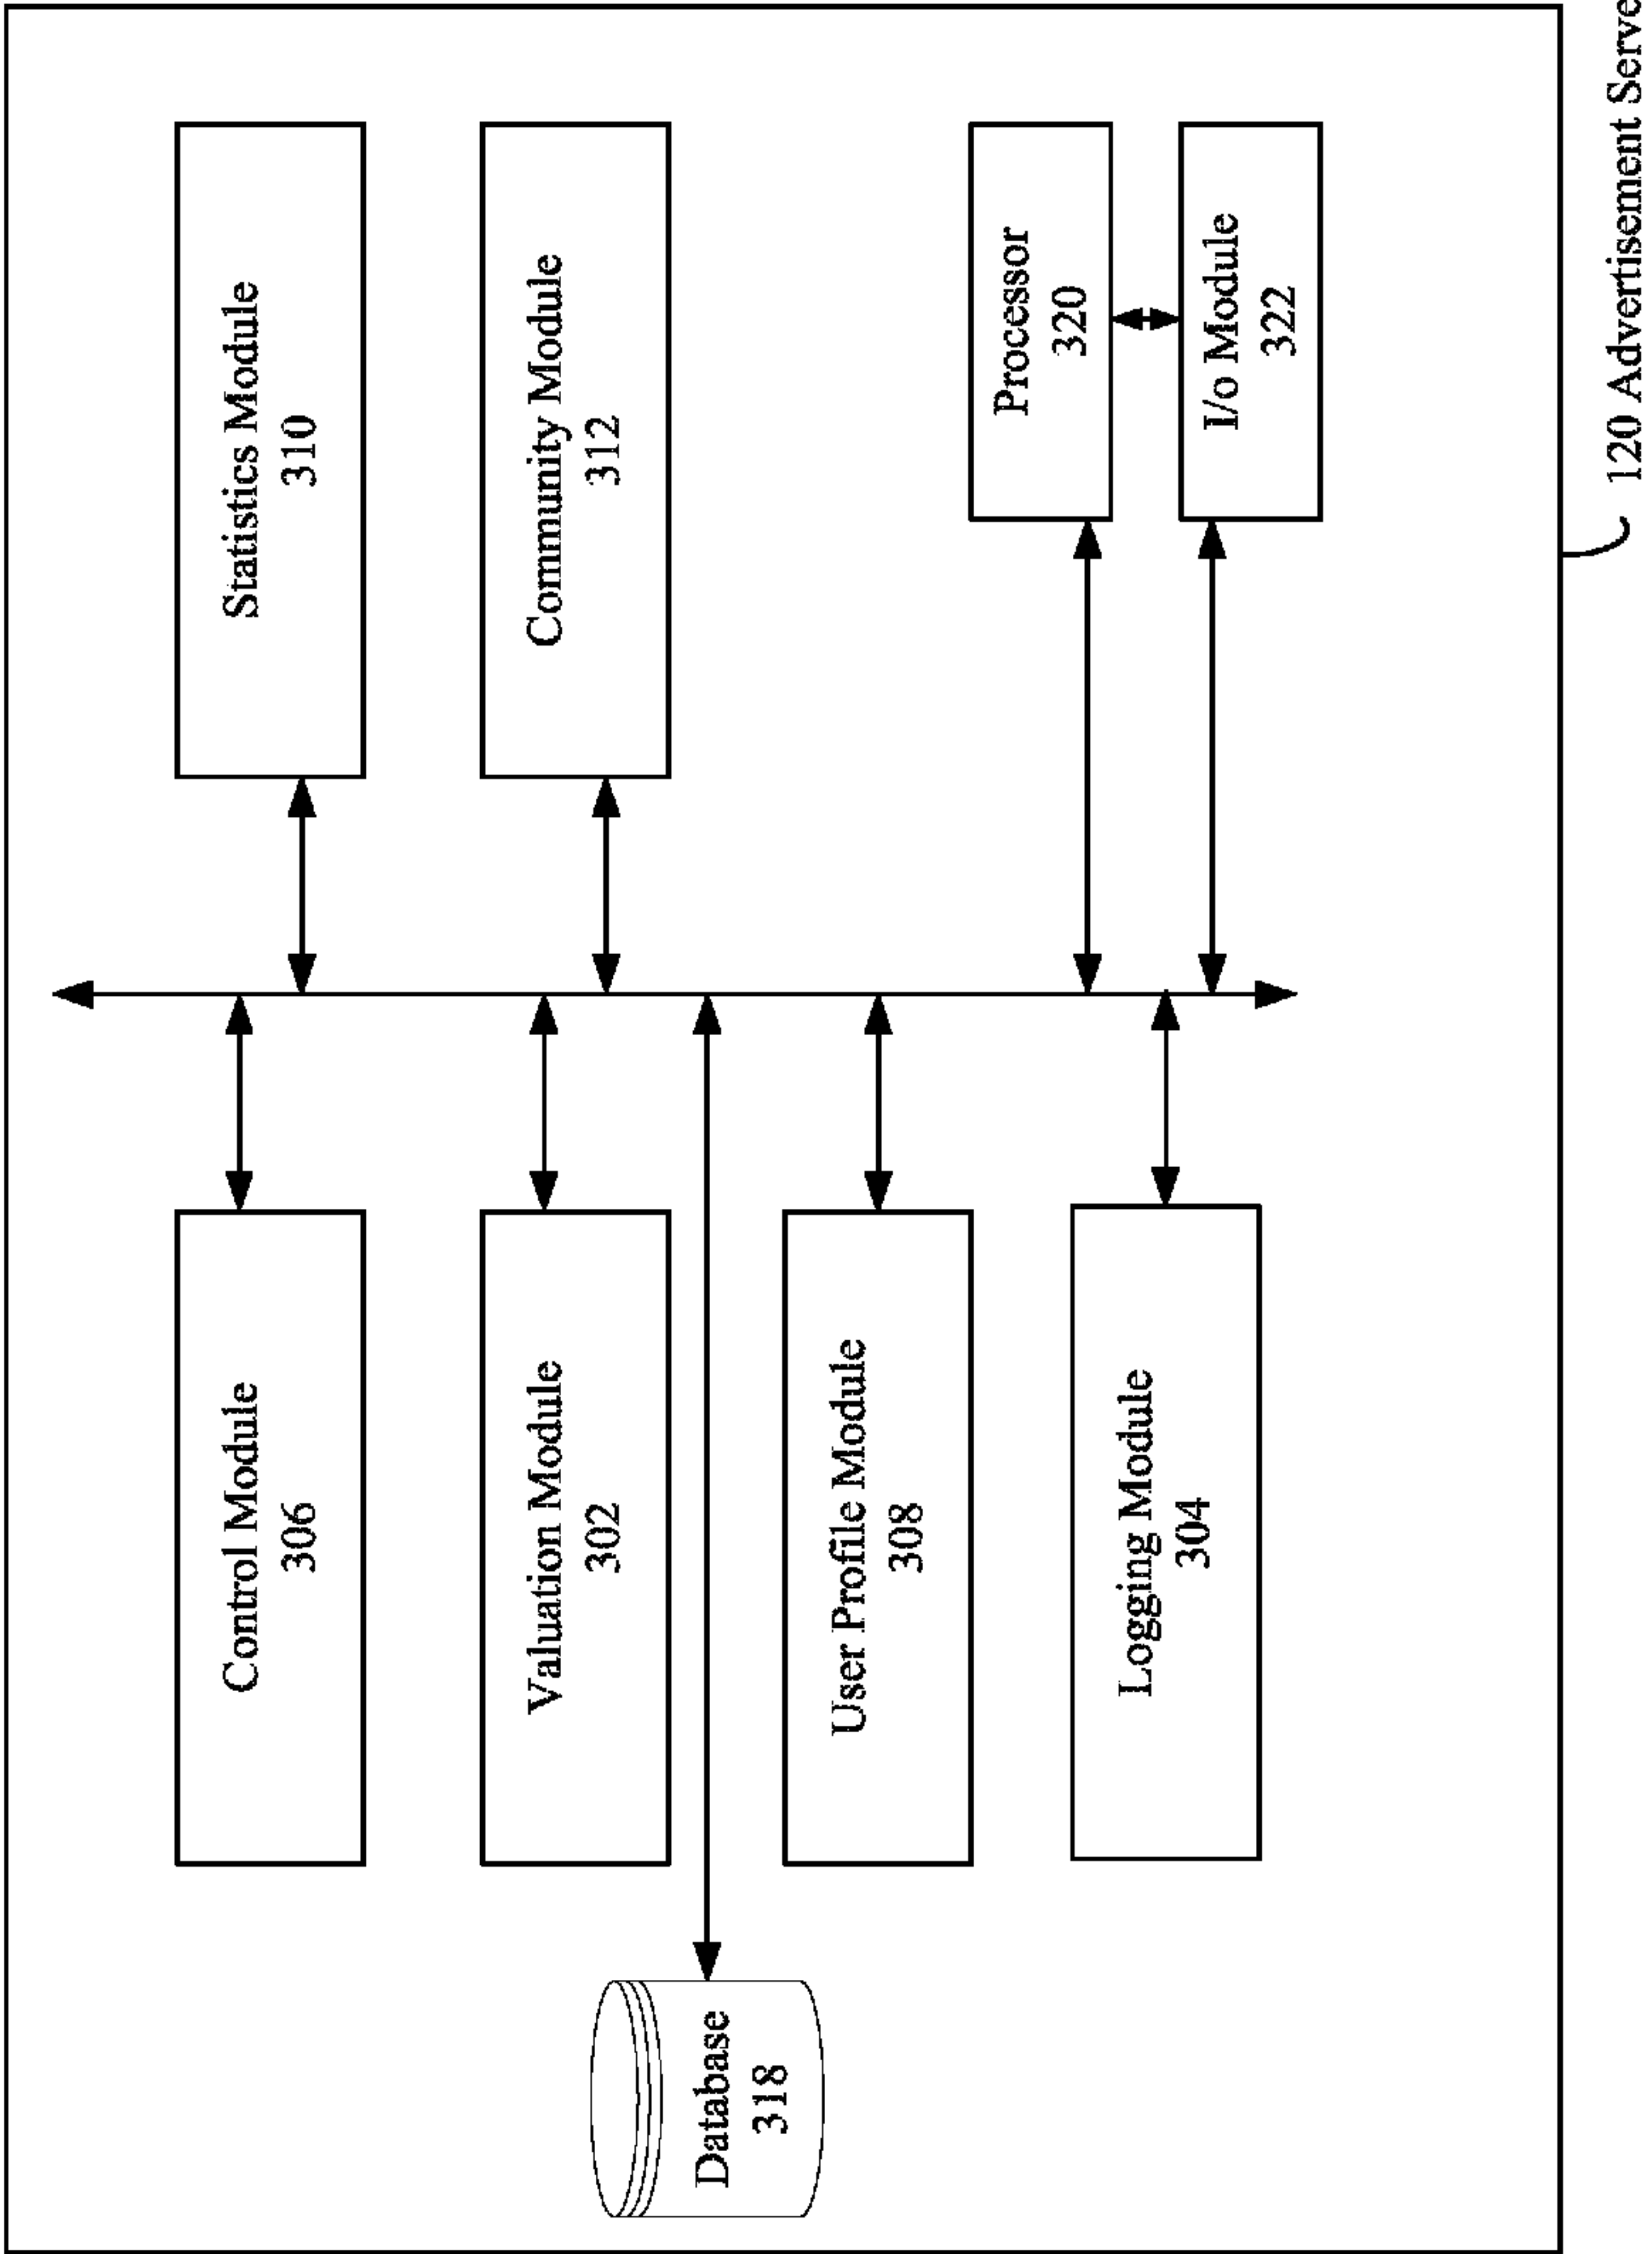 Control Module
306
Statistics Module
310
Valuation Module
302
Community Module
312
Database
318
User Profile Module
308
Processor
320
Logging Module
304
I/o Module
322
120 Advertisement Serve